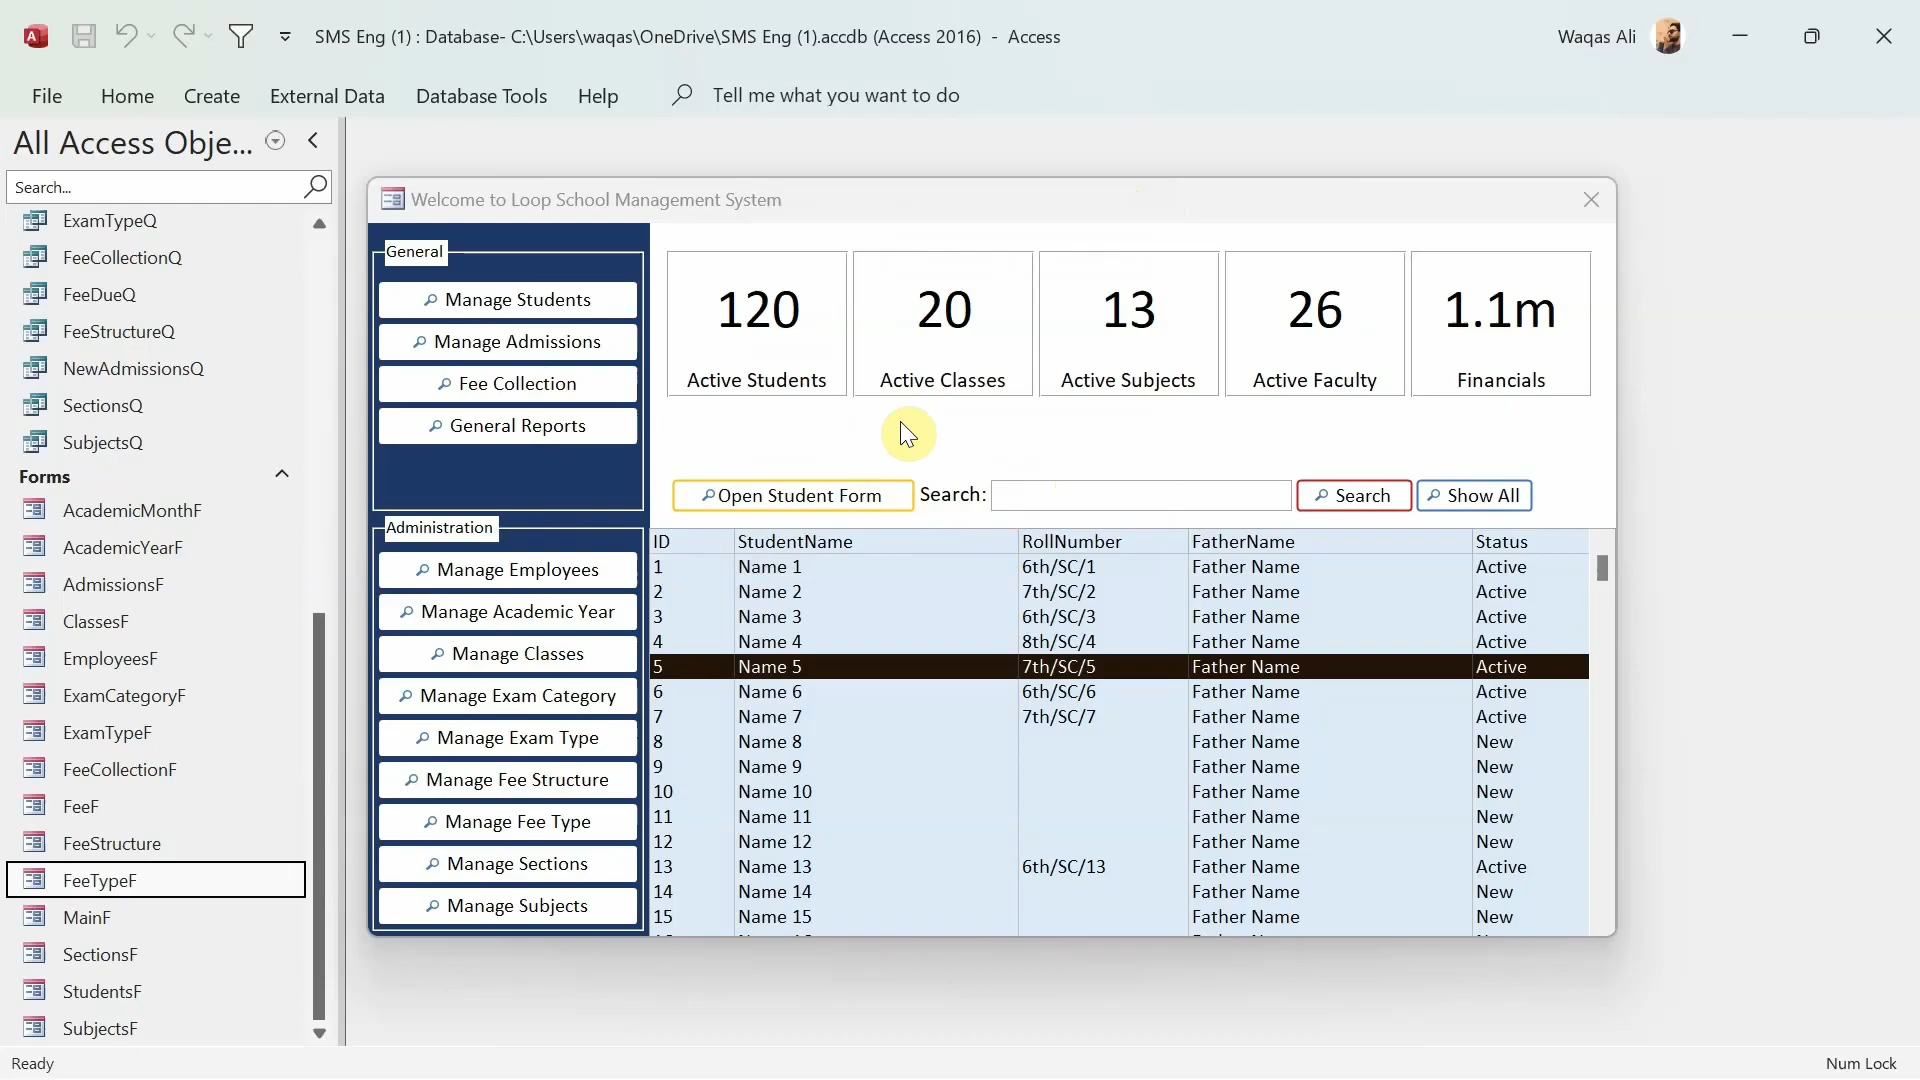 SMS Eng (1) : Database- C:\Users\waqas\OneDrive\SMS Eng (1).accdb (Access 2016) - Access
Waqas Ali
File Home Create External Data Database Tools Help Tell me what you want to do
All Access Obje...
Search...
ExamTypeQ
FeeCollectionQ
FeeDueQ
FeeStructureQ
NewAdmissionsQ
SectionsQ
SubjectsQ
Forms
AcademicMonthF
AcademicYearF
AdmissionsF
ClassesF
EmployeesF
ExamCategoryF
ExamTypeF
FeeCollectionF
FeeF
FeeStructure
FeeTypeF
MainF
SectionsF
StudentsF
SubjectsF
Welcome to Loop School Management System
General
Manage Students
Manage Admissions
Fee Collection
General Reports
Administration
Manage Employees
Manage Academic Year
Manage Classes
Manage Exam Category
Manage Exam Type
Manage Fee Structure
Manage Fee Type
Manage Sections
Manage Subjects
120 20 13 26 1.1m
Active Students Active Classes Active Subjects Active Faculty Financials
Open Student Form Search: Search Show All
ID StudentName RollNumber FatherName Status
1 Name 1 6th/SC/1 Father Name Active
2 Name 2 7th/SC/2 Father Name Active
3 Name 3 6th/SC/3 Father Name Active
4 Name 4 8th/SC/4 Father Name Active
5 Name 5 7th/SC/5 Father Name Active
6 Name 6 6th/SC/6 Father Name Active
7 Name 7 7th/SC/7 Father Name Active
8 Name 8 Father Name New
9 Name 9 Father Name New
10 Name 10 Father Name New
11 Name 11 Father Name New
12 Name 12 Father Name New
13 Name 13 6th/SC/13 Father Name Active
14 Name 14 Father Name New
15 Name 15 Father Name New
Ready
Num Lock